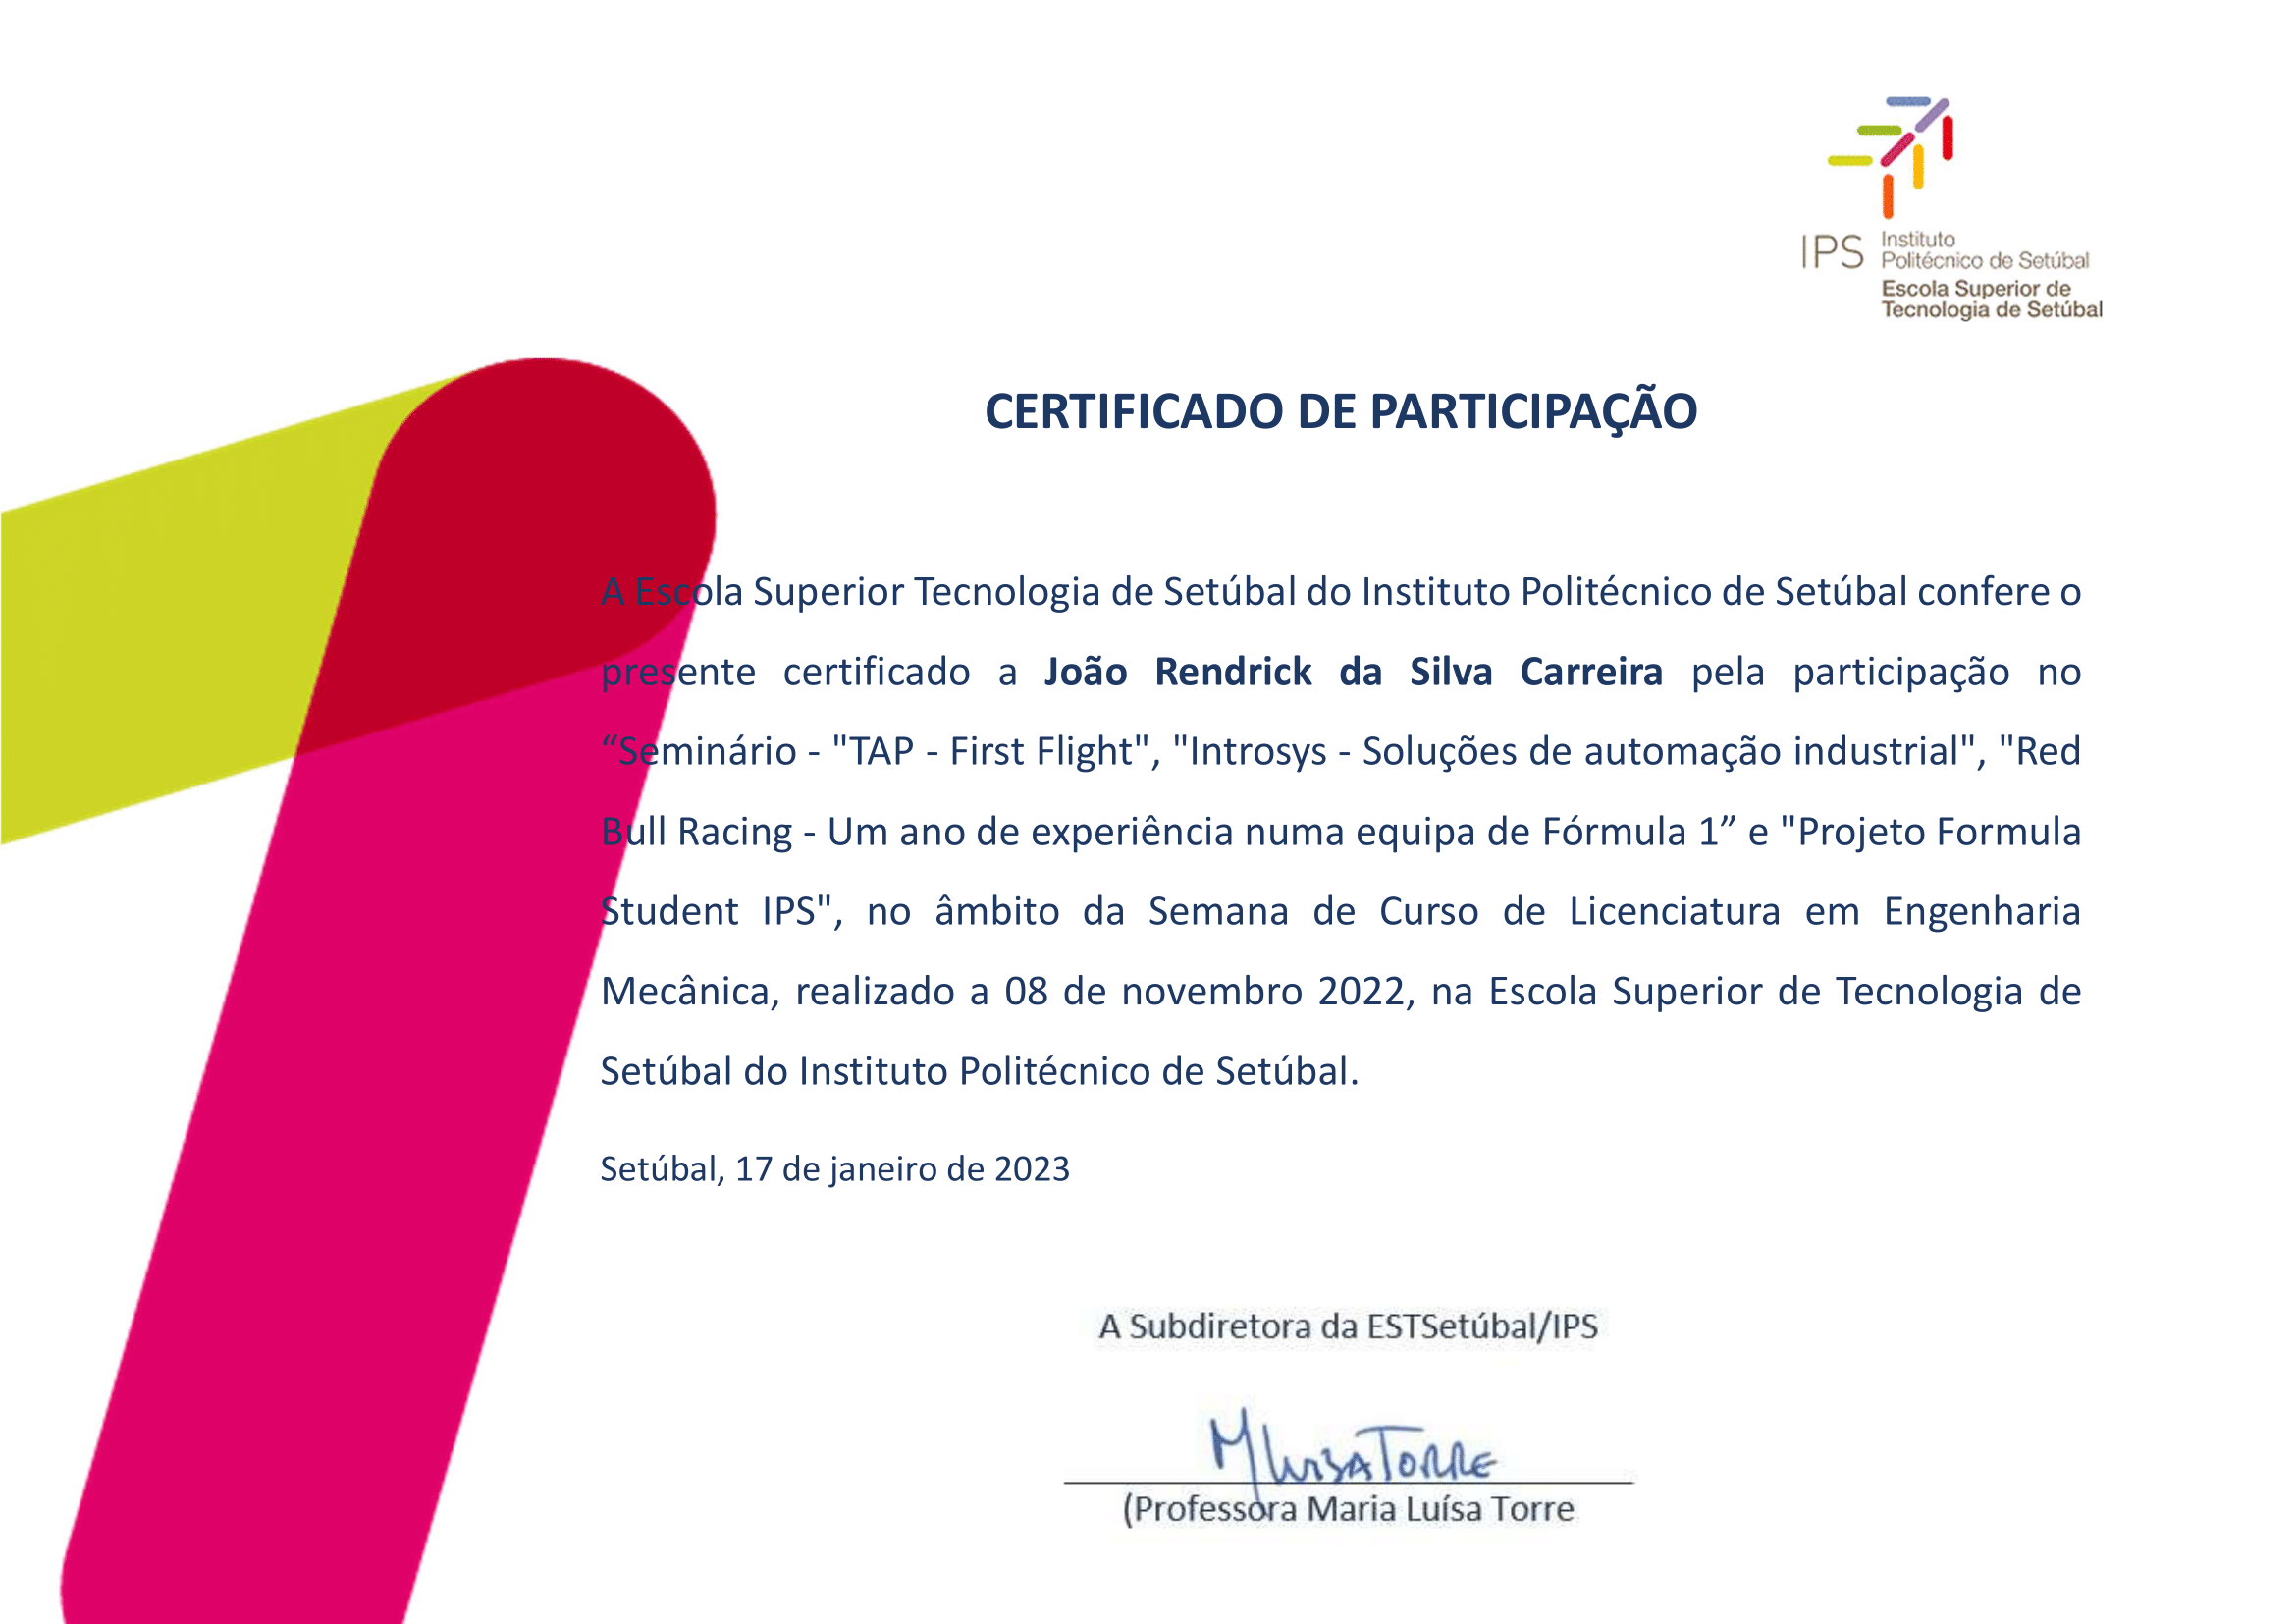 IPS
Instituto
Politécnico de Setúbal
Escola Superior de
Tecnologia de Setúbal
CERTIFICADO DE PARTICIPAÇÃO
A Escola Superior Tecnologia de Setúbal do Instituto Politécnico de Setúbal confere o
presente certificado a João Rendrick da Silva Carreira pela participação no
“Seminário - "TAP - First Flight", "Introsys - Soluções de automação industrial", "Red
Bull Racing - Um ano de experiência numa equipa de Fórmula 1” e "Projeto Formula
Student IPS", no âmbito da Semana de Curso de Licenciatura em Engenharia
Mecânica, realizado a 08 de novembro 2022, na Escola Superior de Tecnologia de
Setúbal do Instituto Politécnico de Setúbal.
Setúbal, 17 de janeiro de 2023
A Subdiretora da ESTSetúbal/IPS
M Luisa Torre
(Professora Maria Luísa Torre